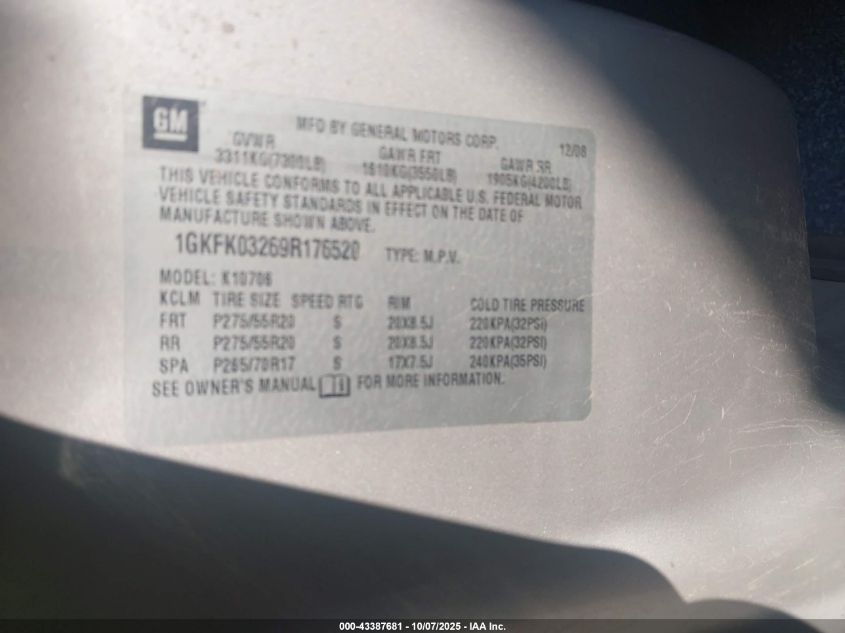 GM
MFD BY GENERAL MOTORS CORP. 12/08
GVWR GAWR FRT GAWR RR
3311KG(7300LB) 1610KG(3550LB) 1905KG(4200LB)
THIS VEHICLE CONFORMS TO ALL APPLICABLE U.S. FEDERAL MOTOR
VEHICLE SAFETY STANDARDS IN EFFECT ON THE DATE OF
MANUFACTURE SHOWN ABOVE.
1GKFK03269R176520 TYPE: M.P.V.
MODEL: K10706
KCLM TIRE SIZE SPEED RTG RIM COLD TIRE PRESSURE
FRT P275/55R20 S 20X8.5J 220KPA(32PSI)
RR P275/55R20 S 20X8.5J 220KPA(32PSI)
SPA P265/70R17 S 17X7.5J 240KPA(35PSI)
SEE OWNER'S MANUAL FOR MORE INFORMATION.
000-43387681 - 10/07/2025 - IAA Inc.